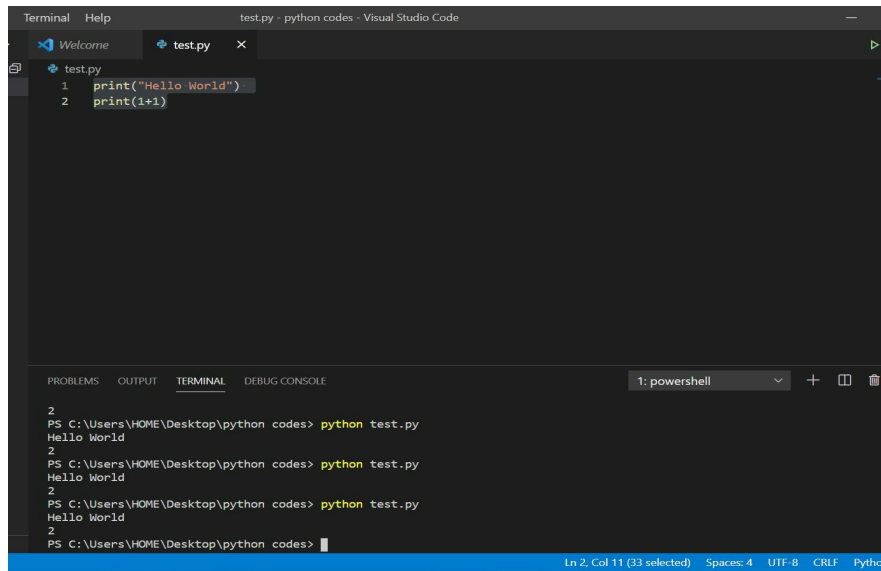 Terminal Help test.py - python codes - Visual Studio Code
Welcome test.py
test.py
1 print("Hello World")
2 print(1+1)
PROBLEMS OUTPUT TERMINAL DEBUG CONSOLE 1: powershell
2
PS C:\Users\HOME\Desktop\python codes> python test.py
Hello World
2
PS C:\Users\HOME\Desktop\python codes> python test.py
Hello World
2
PS C:\Users\HOME\Desktop\python codes> python test.py
Hello World
2
PS C:\Users\HOME\Desktop\python codes>
Ln 2, Col 11 (33 selected) Spaces: 4 UTF-8 CRLF Pytho